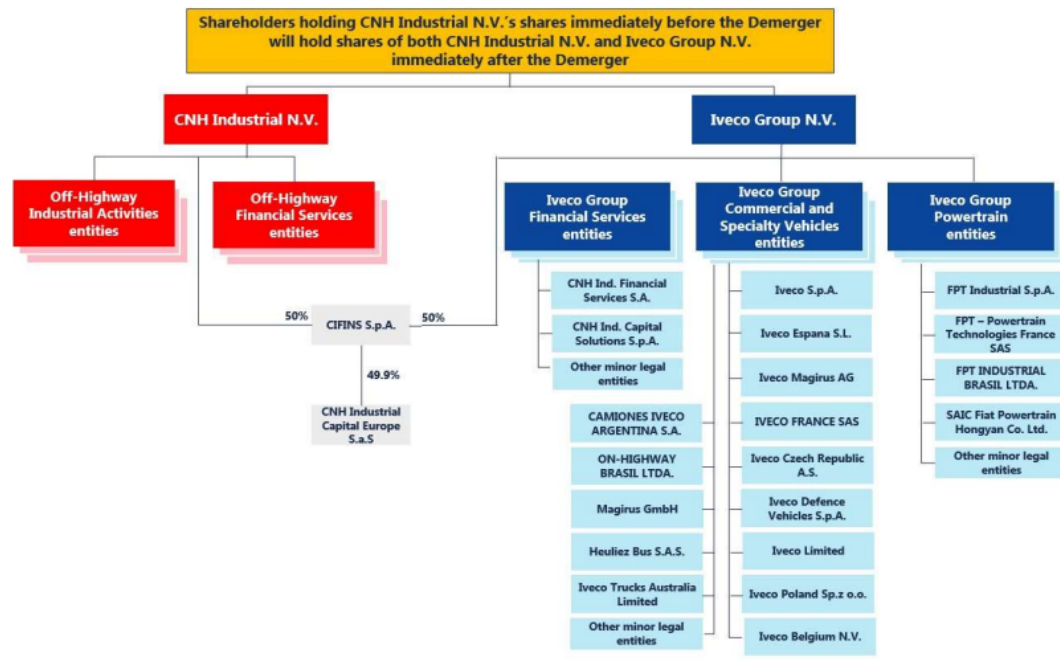 Shareholders holding CNH Industrial N.V.´s shares immediately before the Demerger
will hold shares of both CNH Industrial N.V. and Iveco Group N.V.
immediately after the Demerger
CNH Industrial N.V.
Iveco Group N.V.
Off-Highway
Industrial Activities
entities
Off-Highway
Financial Services
entities
Iveco Group
Financial Services
entities
Iveco Group
Commercial and
Specialty Vehicles
entities
Iveco Group
Powertrain
entities
50%
CIFINS S.p.A.
50%
49.9%
CNH Industrial
Capital Europe
S.a.S
CNH Ind. Financial
Services S.A.
CNH Ind. Capital
Solutions S.p.A.
Other minor legal
entities
CAMIONES IVECO
ARGENTINA S.A.
ON-HIGHWAY
BRASIL LTDA.
Magirus GmbH
Heuliez Bus S.A.S.
Iveco Trucks Australia
Limited
Other minor legal
entities
Iveco S.p.A.
Iveco Espana S.L.
Iveco Magirus AG
IVECO FRANCE SAS
Iveco Czech Republic
A.S.
Iveco Defence
Vehicles S.p.A.
Iveco Limited
Iveco Poland Sp.z o.o.
Iveco Belgium N.V.
FPT Industrial S.p.A.
FPT – Powertrain
Technologies France
SAS
FPT INDUSTRIAL
BRASIL LTDA.
SAIC Fiat Powertrain
Hongyan Co. Ltd.
Other minor legal
entities